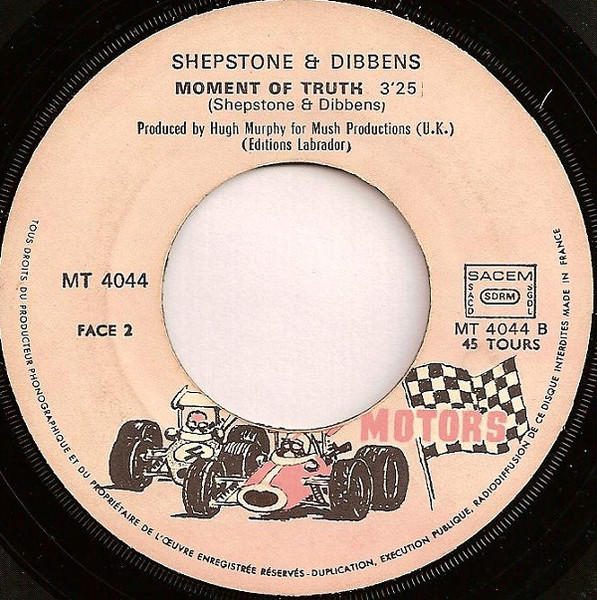 SHEPSTONE & DIBBENS
MOMENT OF TRUTH 3'25
(Shepstone & Dibbens)
Produced by Hugh Murphy for Mush Productions (U.K.)
(Editions Labrador)
MT 4044
FACE 2
SACEM
SACD
SDRM
SGDL
MT 4044 B
45 TOURS
MOTORS
4
TOUS DROITS DU PRODUCTEUR PHONOGRAPHIQUE ET DU PROPRIÉTAIRE DE L'ŒUVRE ENREGISTRÉE RÉSERVÉS-DUPLICATION, EXECUTION PUBLIQUE, RADIODIFFUSION DE CE DISQUE INTERDITES MADE IN FRANCE